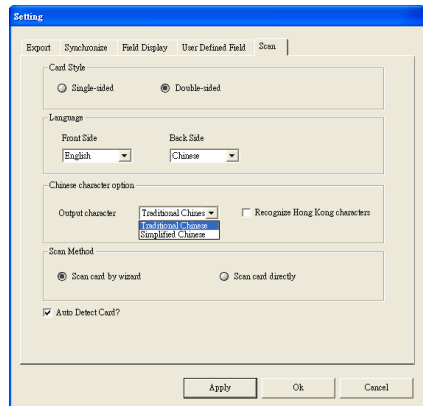 Setting
Export Synchronize Field Display User Defined Field Scan
Card Style
Single-sided Double-sided
Language
Front Side Back Side
English Chinese
Chinese character option
Output character Traditional Chines Recognize Hong Kong characters
Traditional Chinese
Simplified Chinese
Scan Method
Scan card by wizard Scan card directly
Auto Detect Card?
Apply Ok Cancel